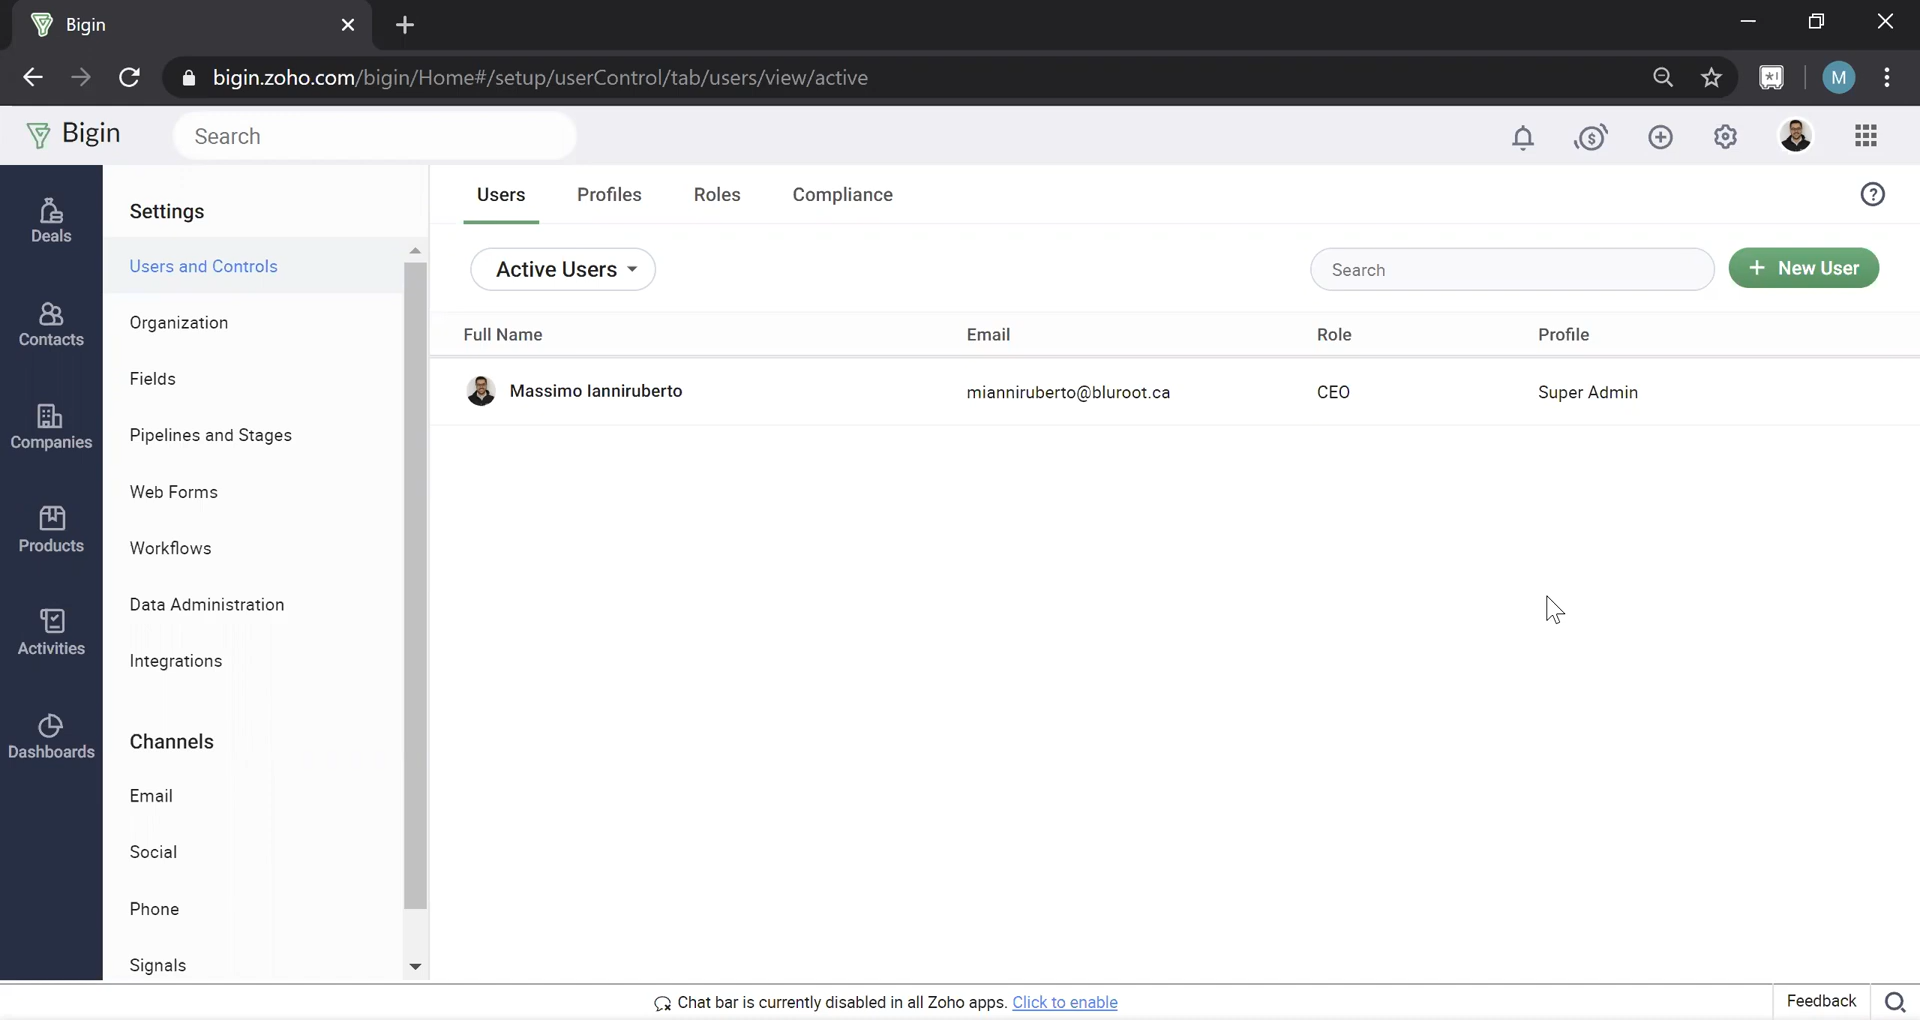 Bigin
bigin.zoho.com/bigin/Home#/setup/userControl/tab/users/view/active
M
Bigin
Search
Deals
Contacts
Companies
Products
Activities
Dashboards
Settings
Users and Controls
Organization
Fields
Pipelines and Stages
Web Forms
Workflows
Data Administration
Integrations
Channels
Email
Social
Phone
Signals
Users Profiles Roles Compliance
Active Users
Search
+ New User
Full Name Email Role Profile
Massimo Ianniruberto mianniruberto@bluroot.ca CEO Super Admin
Chat bar is currently disabled in all Zoho apps. Click to enable
Feedback